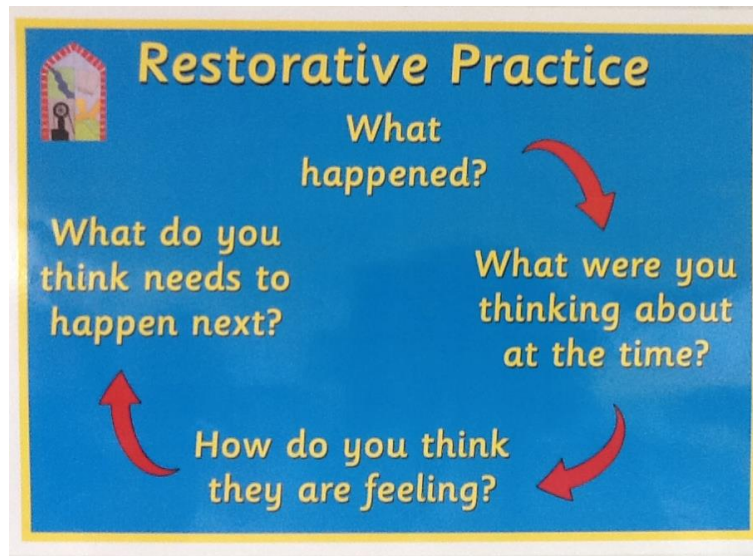 Restorative Practice
What
happened?
What were you
thinking about
at the time?
How do you think
they are feeling?
What do you
think needs to
happen next?